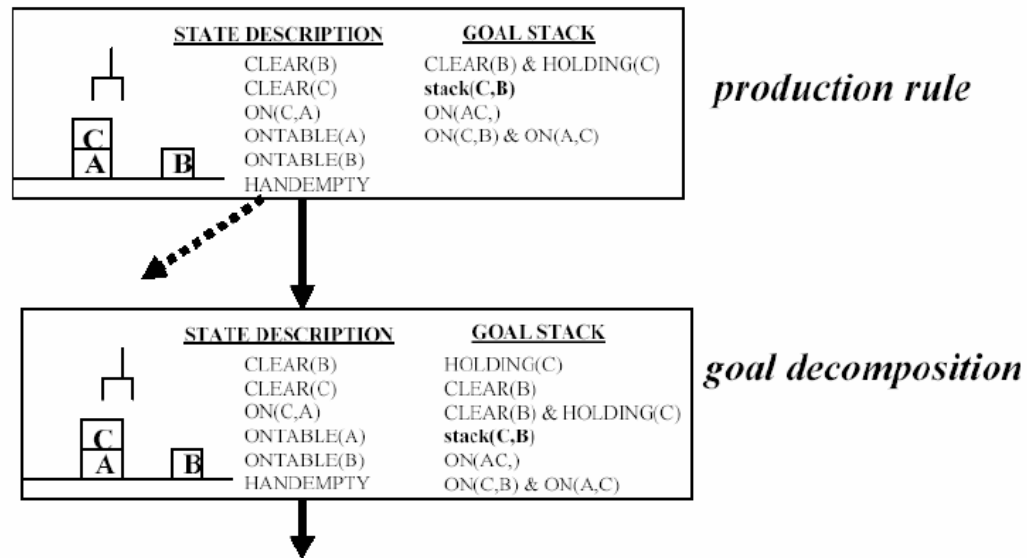 STATE DESCRIPTION GOAL STACK
CLEAR(B) CLEAR(B) & HOLDING(C)
CLEAR(C) stack(C,B)
ON(C,A) ON(AC,)
ONTABLE(A) ON(C,B) & ON(A,C)
ONTABLE(B)
HANDEMPTY
C
A B
production rule
STATE DESCRIPTION GOAL STACK
CLEAR(B) HOLDING(C)
CLEAR(C) CLEAR(B)
ON(C,A) CLEAR(B) & HOLDING(C)
ONTABLE(A) stack(C,B)
ONTABLE(B) ON(AC,)
HANDEMPTY ON(C,B) & ON(A,C)
C
A B
goal decomposition